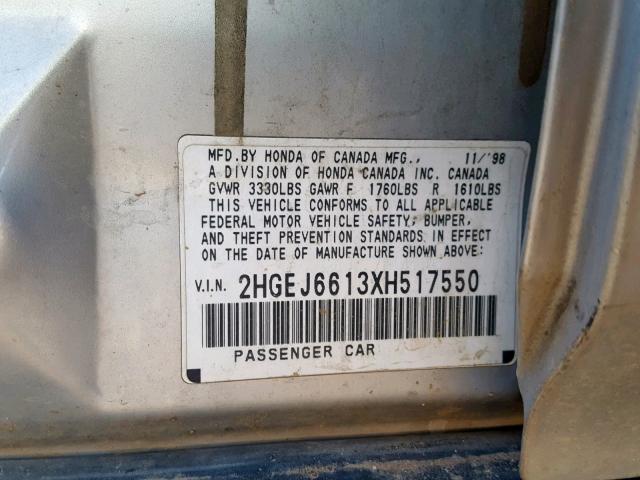 MFD.BY HONDA OF CANADA MFG., 11/'98
A DIVISION OF HONDA CANADA INC. CANADA
GVWR 3330LBS GAWR F 1760LBS R 1610LBS
THIS VEHICLE CONFORMS TO ALL APPLICABLE
FEDERAL MOTOR VEHICLE SAFETY, BUMPER,
AND THEFT PREVENTION STANDARDS IN EFFECT
ON THE DATE OF MANUFACTURE SHOWN ABOVE:
V.I.N. 2HGEJ6613XH517550
PASSENGER CAR